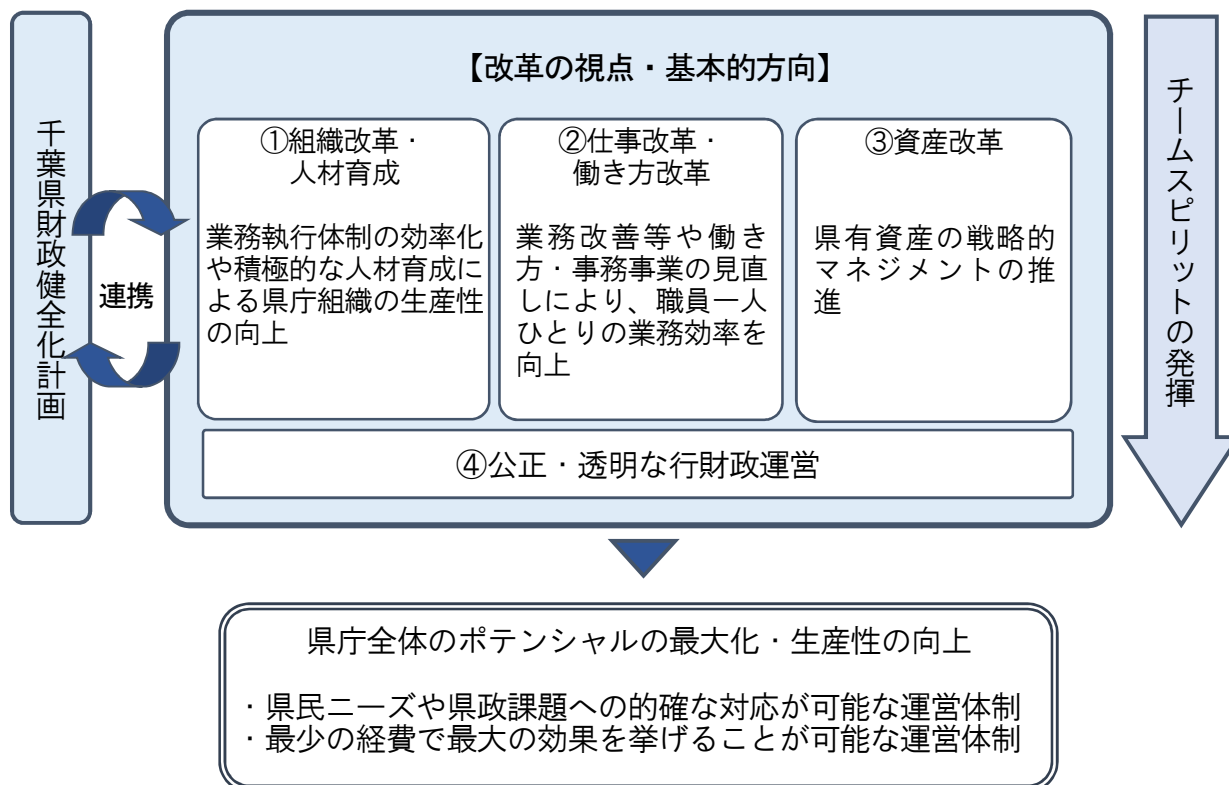 【改革の視点・基本的方向】
千葉県財政健全化計画
連携
①組織改革・
人材育成
業務執行体制の効率化
や積極的な人材育成に
よる県庁組織の生産性
の向上
②仕事改革・
働き方改革
業務改善等や働き
方・事務事業の見直
しにより、職員一人
ひとりの業務効率を
向上
③資産改革
県有資産の戦略的
マネジメントの推
進
④公正・透明な行財政運営
チームスピリットの発揮
県庁全体のポテンシャルの最大化・生産性の向上
・県民ニーズや県政課題への的確な対応が可能な運営体制
・最少の経費で最大の効果を挙げることが可能な運営体制